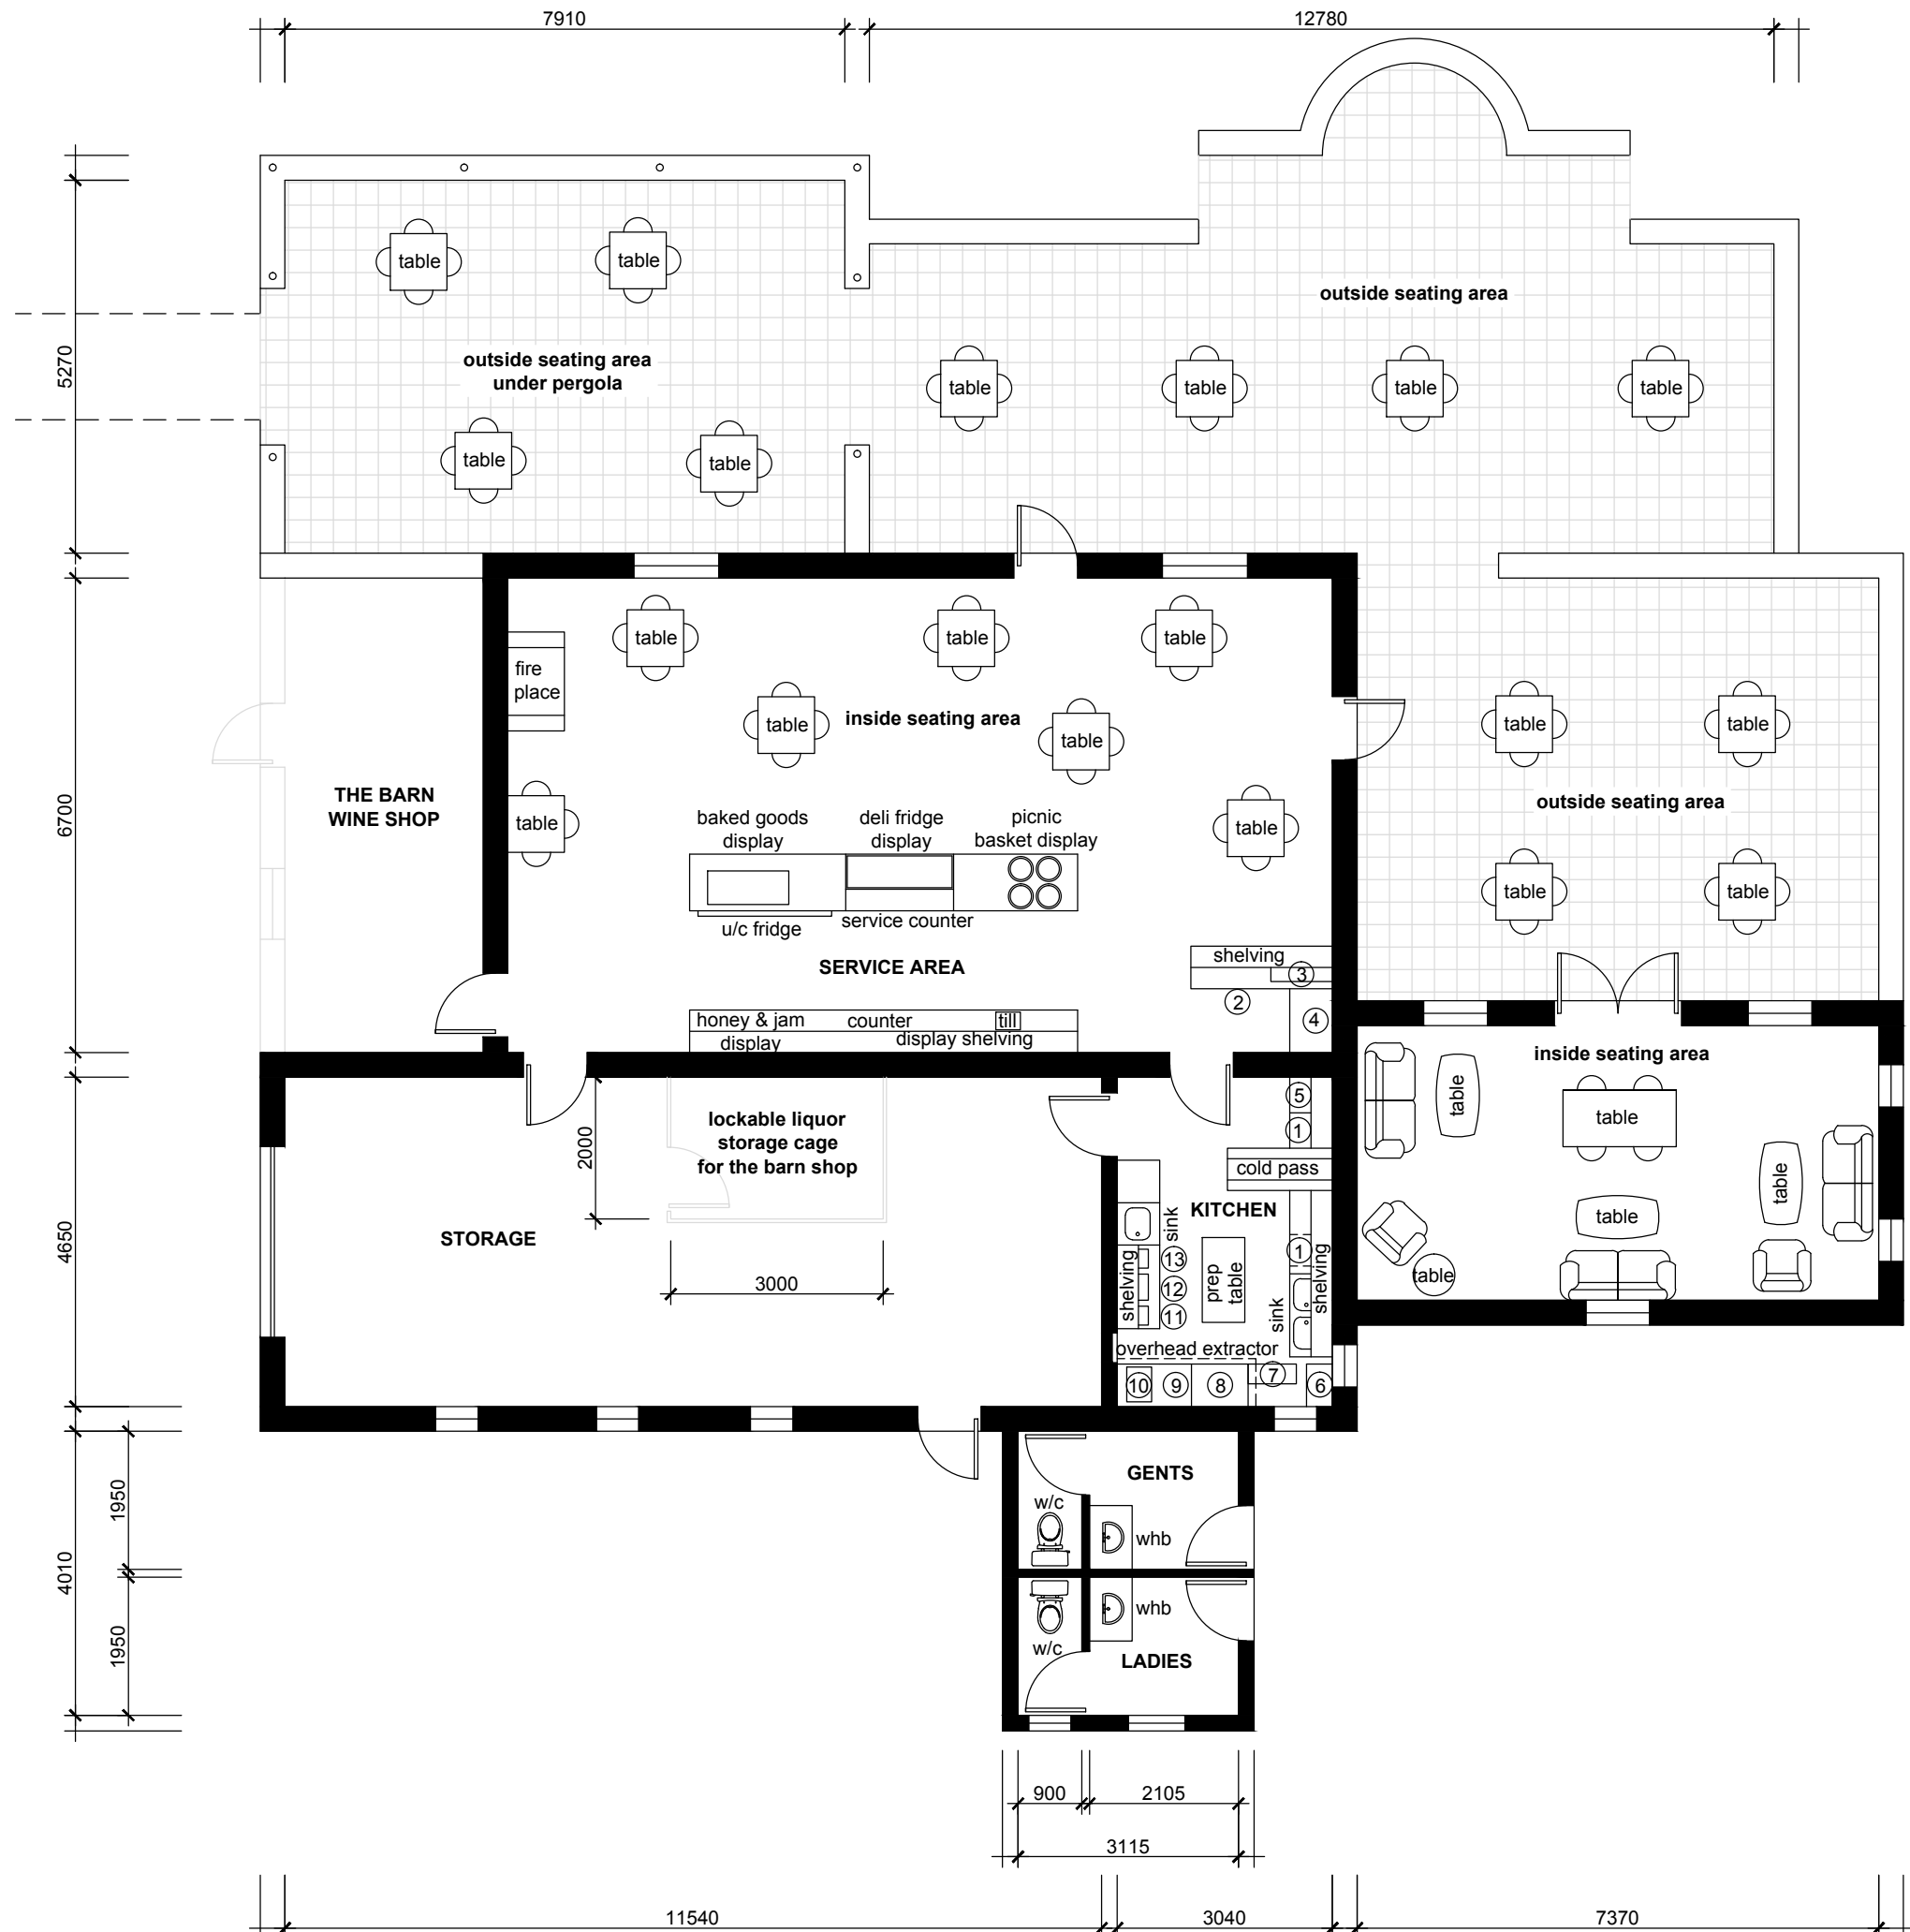 7910
12780
table
table
outside seating area
outside seating area
under pergola
table
table
table
table
5270
table
table
table
table
table
fire
place
table
inside seating area
table
table
table
THE BARN
WINE SHOP
6700
outside seating area
baked goods
display
deli fridge
display
picnic
basket display
table
table
table
table
u/c fridge
service counter
shelving
3
SERVICE AREA
2
4
honey & jam
display
counter
till
display shelving
inside seating area
5
1
lockable liquor
storage cage
for the barn shop
2000
table
table
cold pass
table
KITCHEN
sink
STORAGE
4650
shelving
13
12
11
prep
table
1
shelving
sink
table
table
3000
overhead extractor
10
9
8
7
6
GENTS
w/c
whb
1950
4010
whb
w/c
1950
LADIES
900
2105
3115
11540
3040
7370